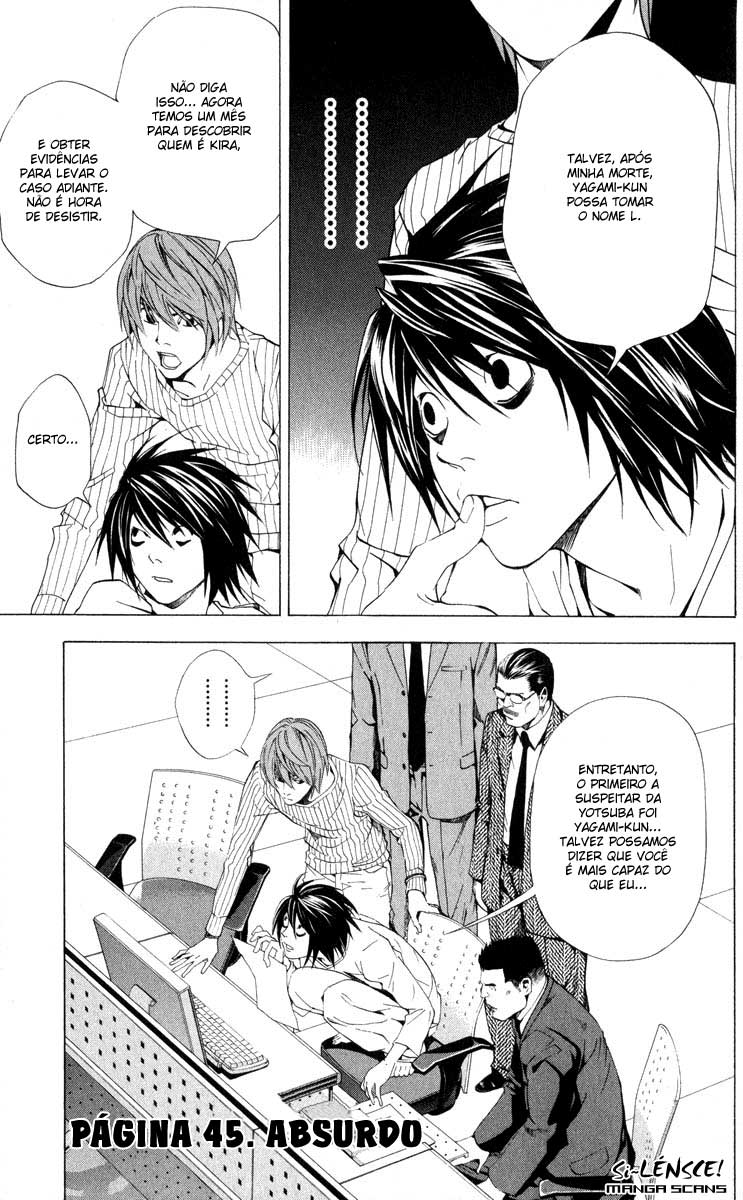 TALVEZ, APÓS
MINHA MORTE,
YAGAMI-KUN
POSSA TOMAR
O NOME L.
NÃO DIGA
ISSO... AGORA
TEMOS UM MÊS
PARA DESCOBRIR
QUEM É KIRA,
E OBTER
EVIDÊNCIAS
PARA LEVAR O
CASO ADIANTE.
NÃO É HORA
DE DESISTIR.
CERTO...
ENTRETANTO,
O PRIMEIRO A
SUSPEITAR DA
YOTSUBA FOI
YAGAMI-KUN...
TALVEZ POSSAMOS
DIZER QUE VOCÊ
É MAIS CAPAZ DO
QUE EU...
PÁGINA 45. ABSURDO
Si-LÉNSCE!
MANGA SCANS